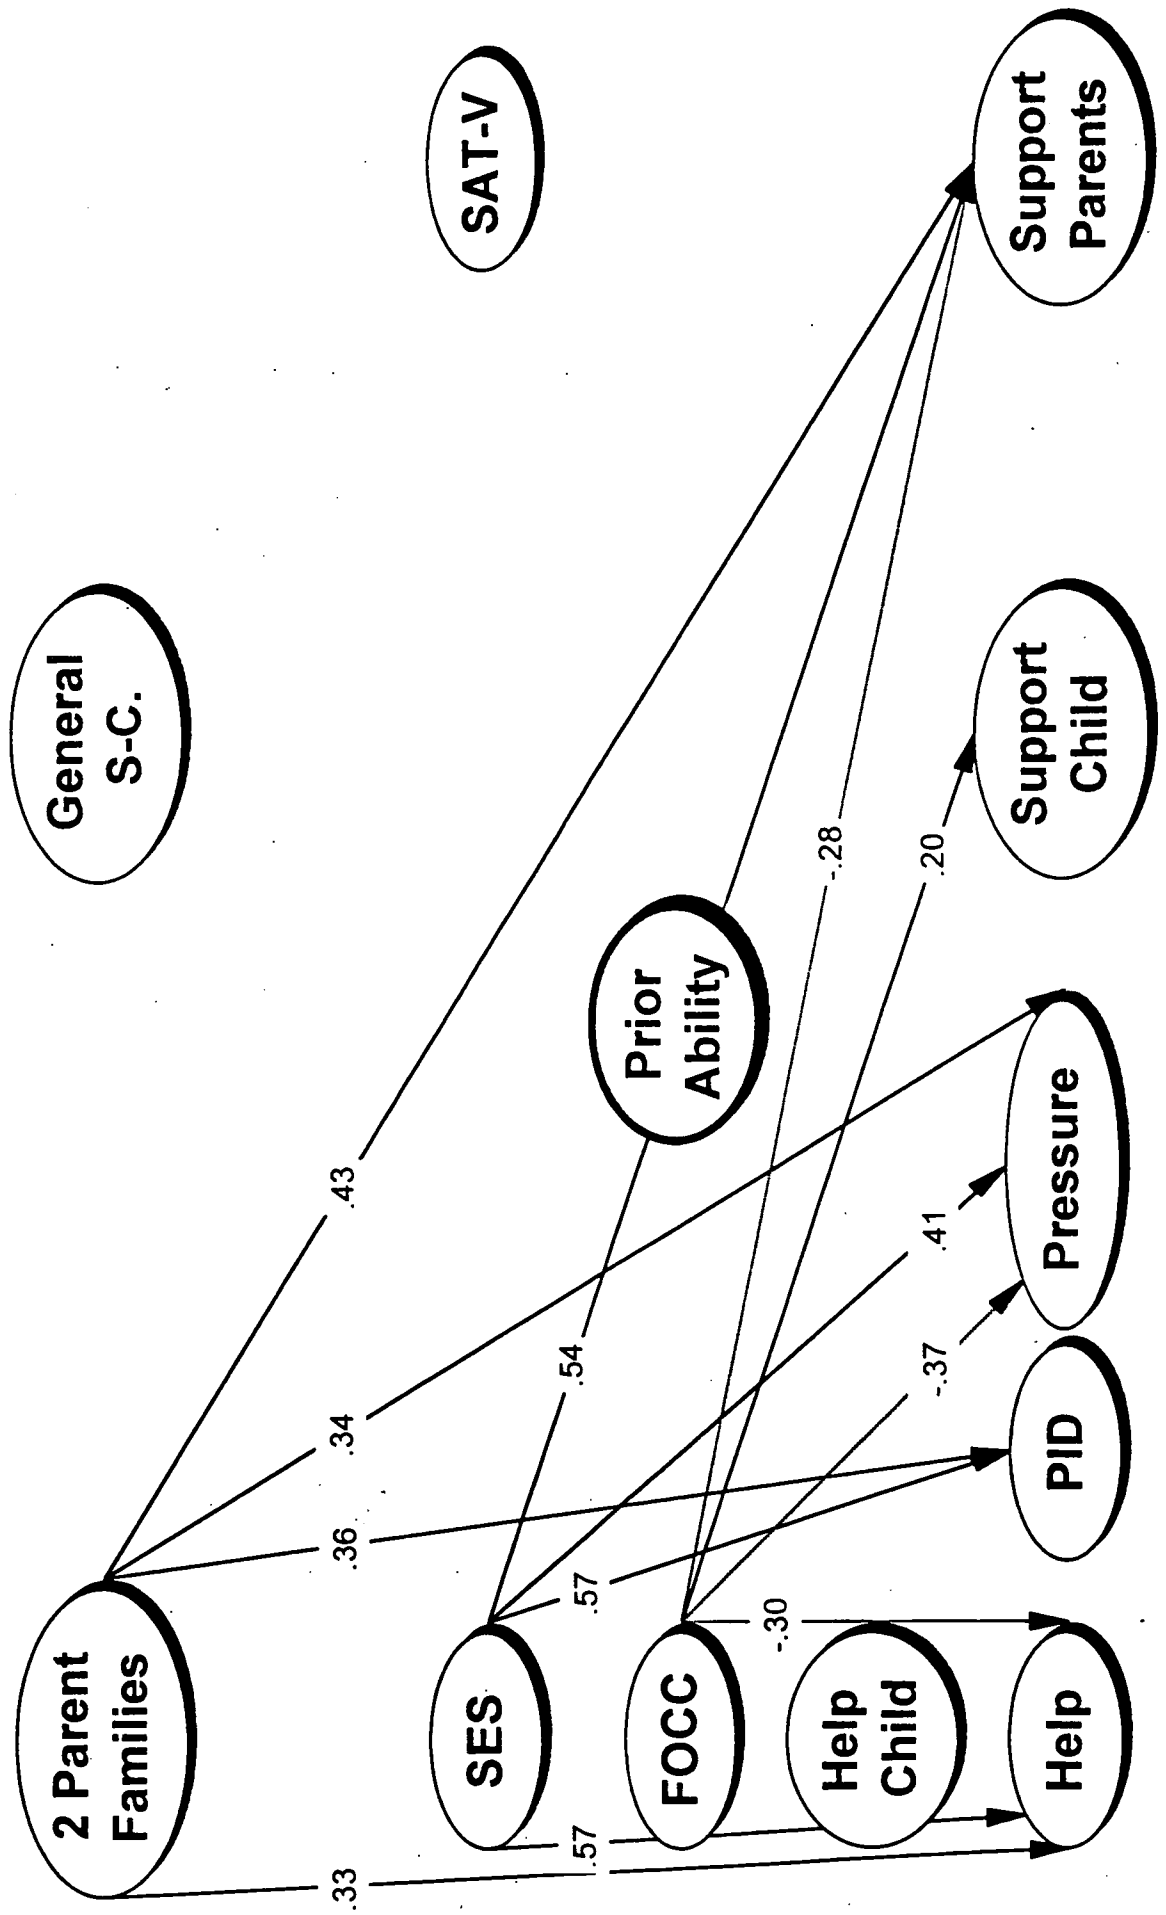 2 Parent
Families
General
S-C.
SAT-V
SES
FOCC
Prior
Ability
Help
Child
Help
PID
Pressure
Support
Child
Support
Parents
.33
.36
.34
.43
.57
.57
.54
-.30
-.37
.41
.20
-.28